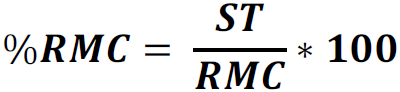 %RMC = ST / RMC * 100